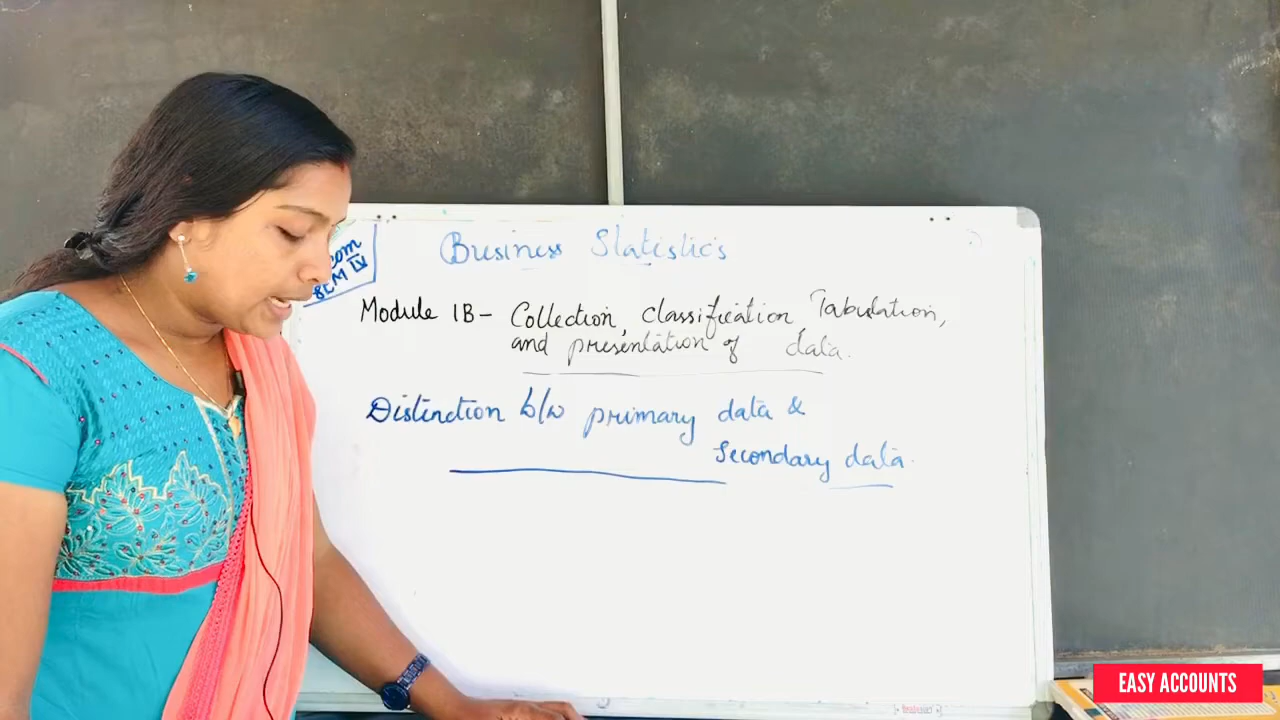 Business Statistics
com
SEM IV
Module 1B - Collection, classification, Tabulation,
and presentation of data.
Distinction b/w primary data &
Secondary data.
EASY ACCOUNTS